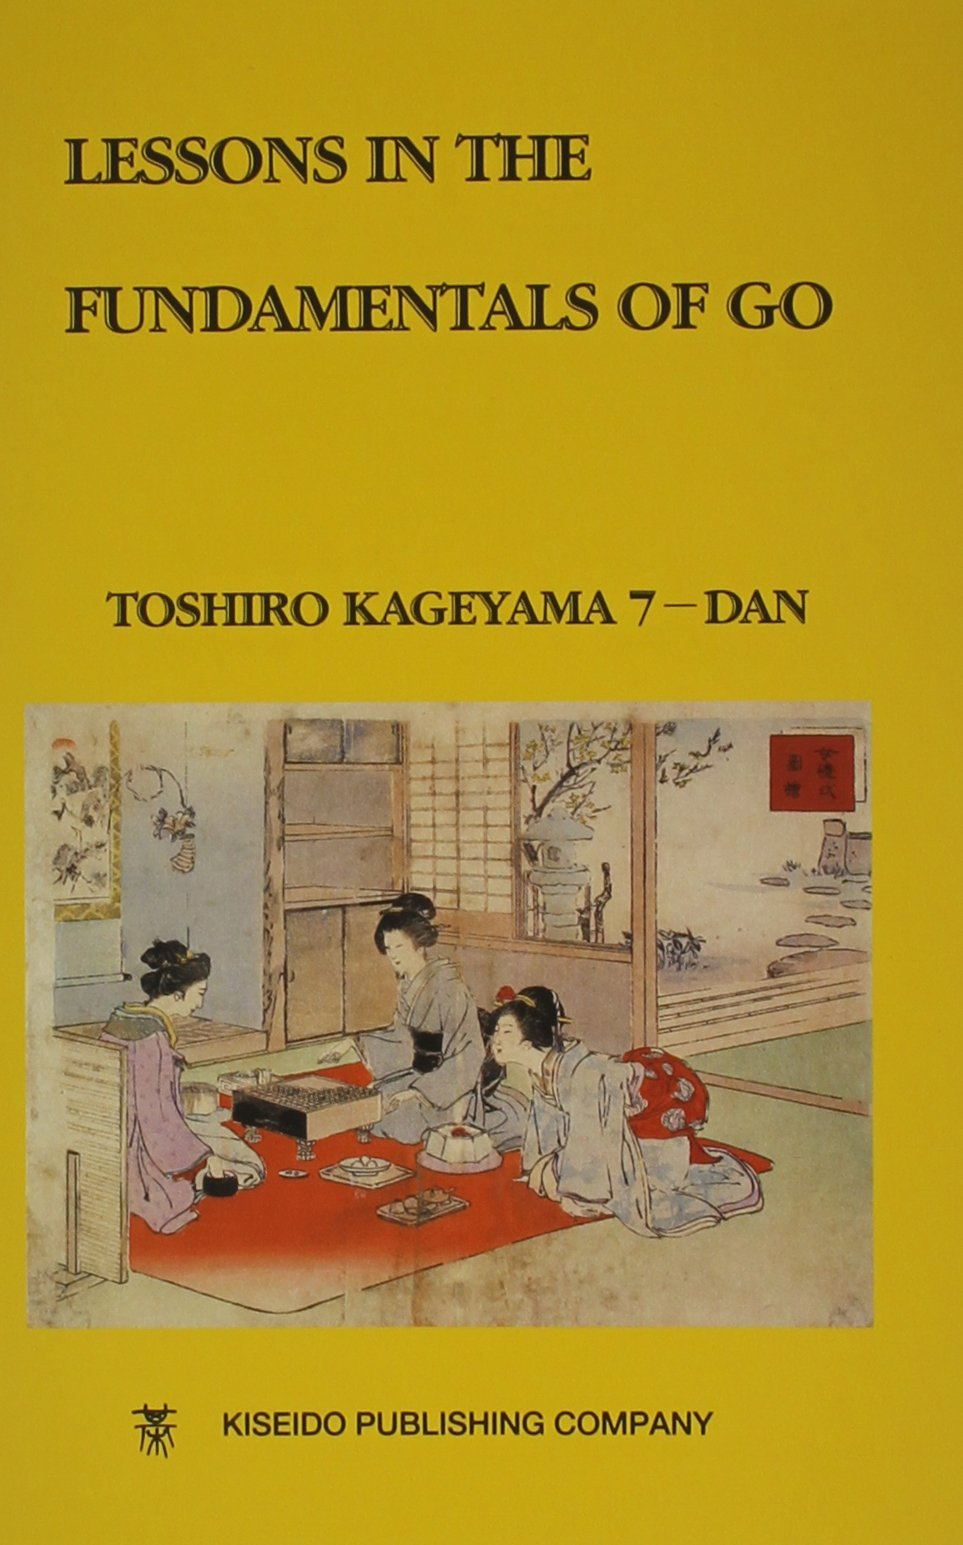 LESSONS IN THE
FUNDAMENTALS OF GO
TOSHIRO KAGEYAMA 7-DAN
KISEIDO PUBLISHING COMPANY